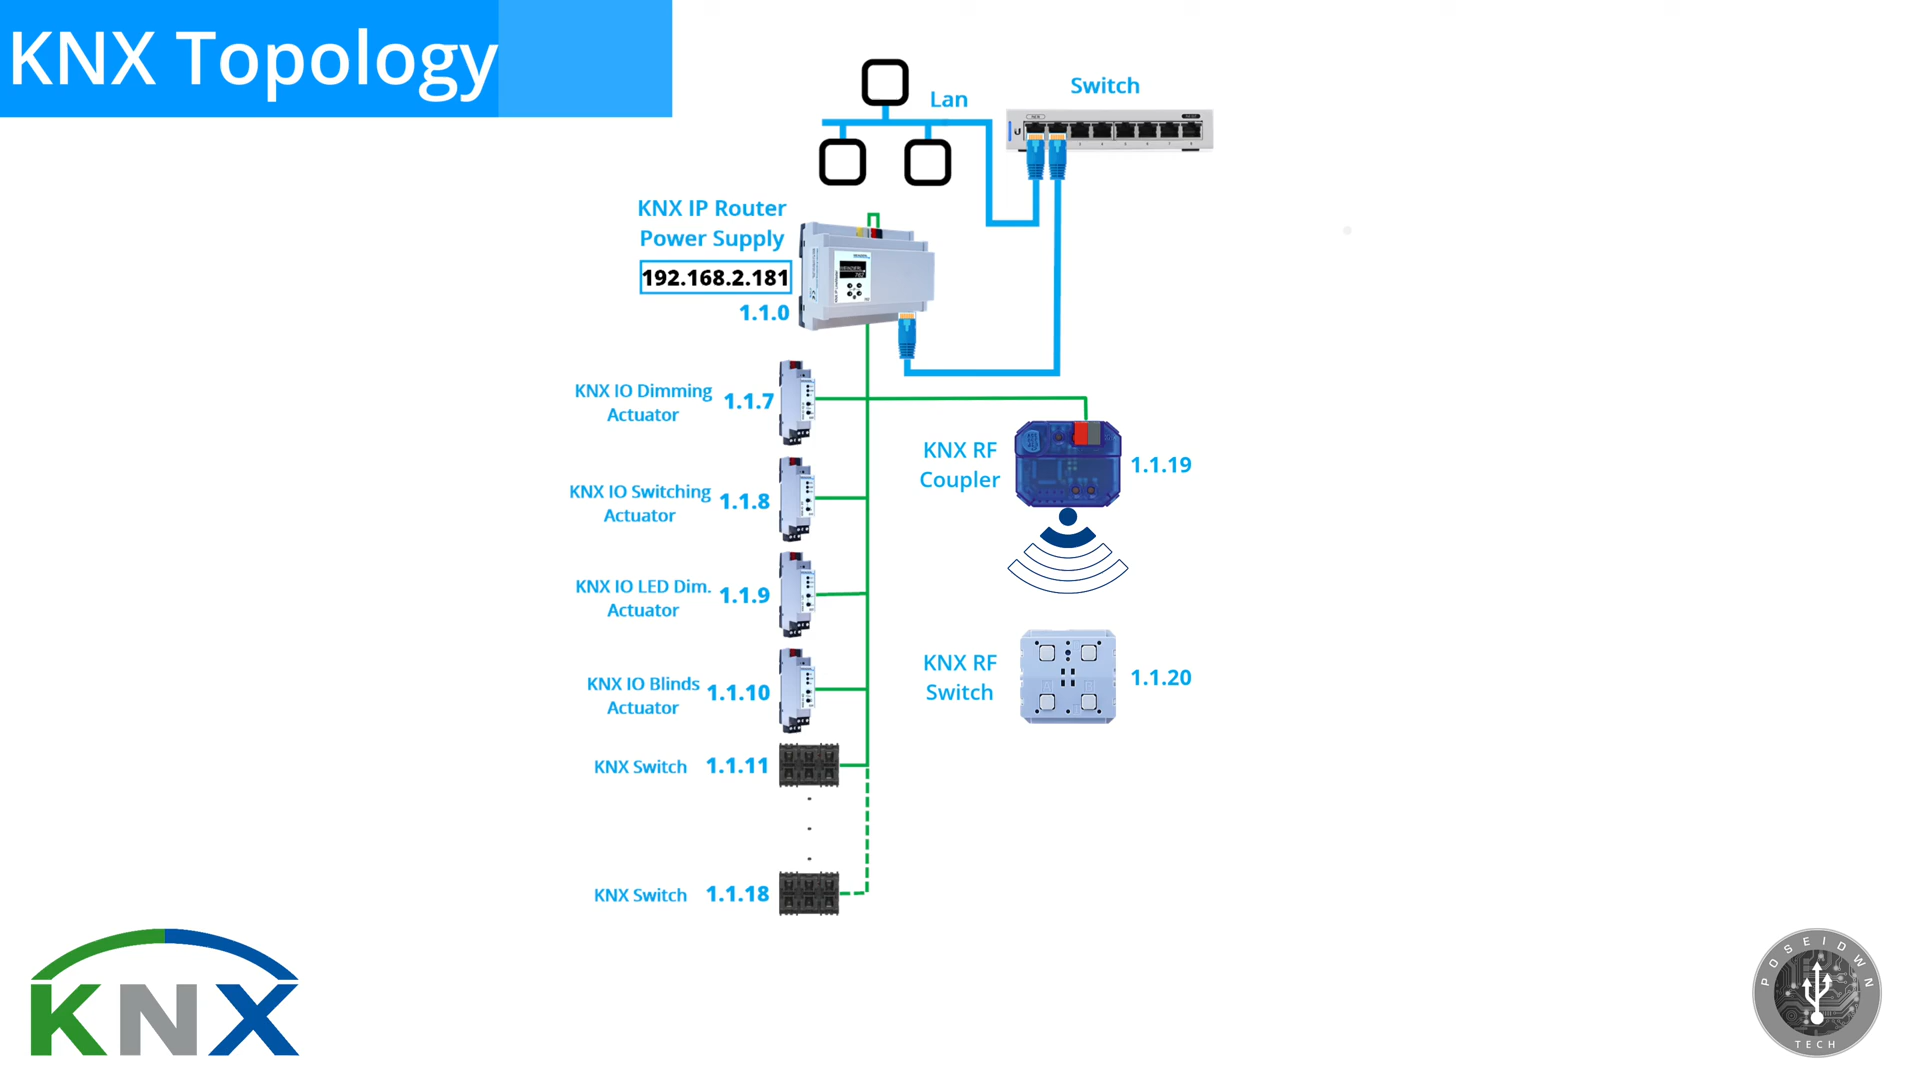 KNX Topology
Lan
Switch
KNX IP Router
Power Supply
192.168.2.181
1.1.0
KNX IO Dimming
Actuator
1.1.7
KNX RF
Coupler
1.1.19
KNX IO Switching
Actuator
1.1.8
KNX IO LED Dim.
Actuator
1.1.9
KNX RF
Switch
1.1.20
KNX IO Blinds
Actuator
1.1.10
KNX Switch
1.1.11
KNX Switch
1.1.18
KNX
POSEIDWN
TECH